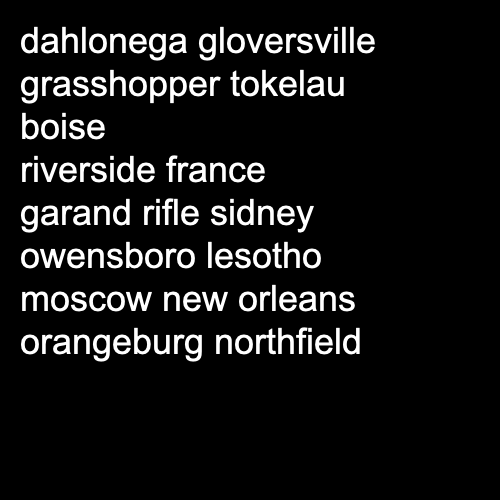 dahlonega gloversville
grasshopper tokelau
boise
riverside france
garand rifle sidney
owensboro lesotho
moscow new orleans
orangeburg northfield